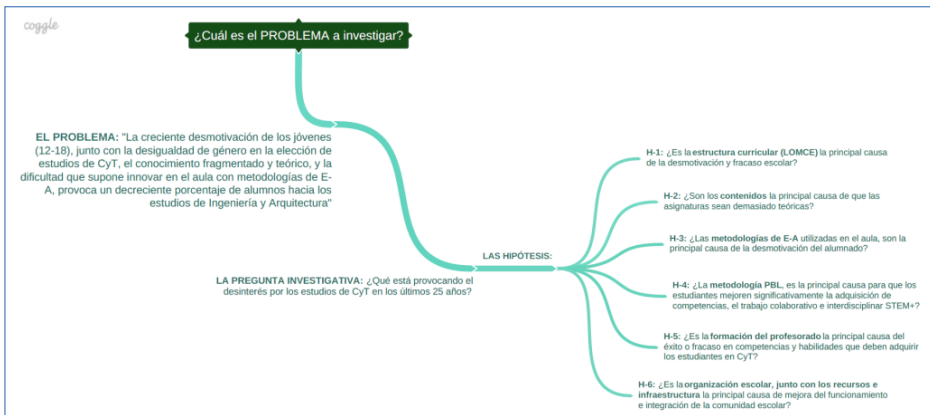 coggle
¿Cuál es el PROBLEMA a investigar?
EL PROBLEMA: "La creciente desmotivación de los jóvenes
(12-18), junto con la desigualdad de género en la elección de
estudios de CyT, el conocimiento fragmentado y teórico, y la
dificultad que supone innovar en el aula con metodologías de E-
A, provoca un decreciente porcentaje de alumnos hacia los
estudios de Ingeniería y Arquitectura"
LA PREGUNTA INVESTIGATIVA: ¿Qué está provocando el
desinterés por los estudios de CyT en los últimos 25 años?
LAS HIPÓTESIS:
H-1: ¿Es la estructura curricular (LOMCE) la principal causa
de la desmotivación y fracaso escolar?
H-2: ¿Son los contenidos la principal causa de que las
asignaturas sean demasiado teóricas?
H-3: ¿Las metodologías de E-A utilizadas en el aula, son la
principal causa de la desmotivación del alumnado?
H-4: ¿La metodología PBL, es la principal causa para que los
estudiantes mejoren significativamente la adquisición de
competencias, el trabajo colaborativo e interdisciplinar STEM+?
H-5: ¿Es la formación del profesorado la principal causa del
éxito o fracaso en competencias y habilidades que deben adquirir
los estudiantes en CyT?
H-6: ¿Es la organización escolar, junto con los recursos e
infraestructura la principal causa de mejora del funcionamiento
e integración de la comunidad escolar?